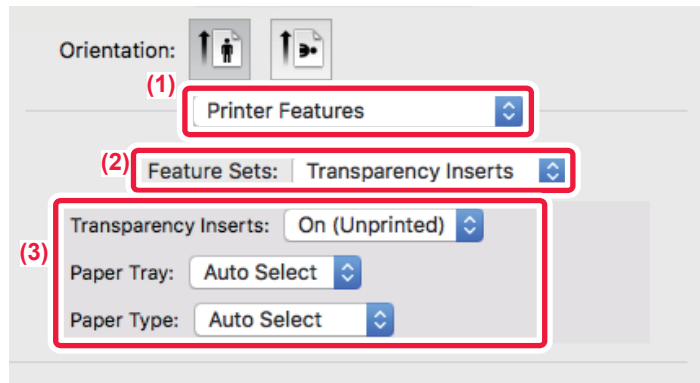 Orientation:
(1)
Printer Features
(2)
Feature Sets: Transparency Inserts
(3)
Transparency Inserts: On (Unprinted)
Paper Tray: Auto Select
Paper Type: Auto Select